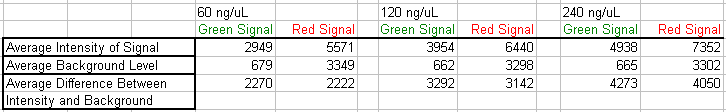 60 ng/uL 120 ng/uL 240 ng/uL
Green Signal Red Signal Green Signal Red Signal Green Signal Red Signal
Average Intensity of Signal 2949 5571 3954 6440 4938 7352
Average Background Level 679 3349 662 3298 665 3302
Average Difference Between 2270 2222 3292 3142 4273 4050
Intensity and Background